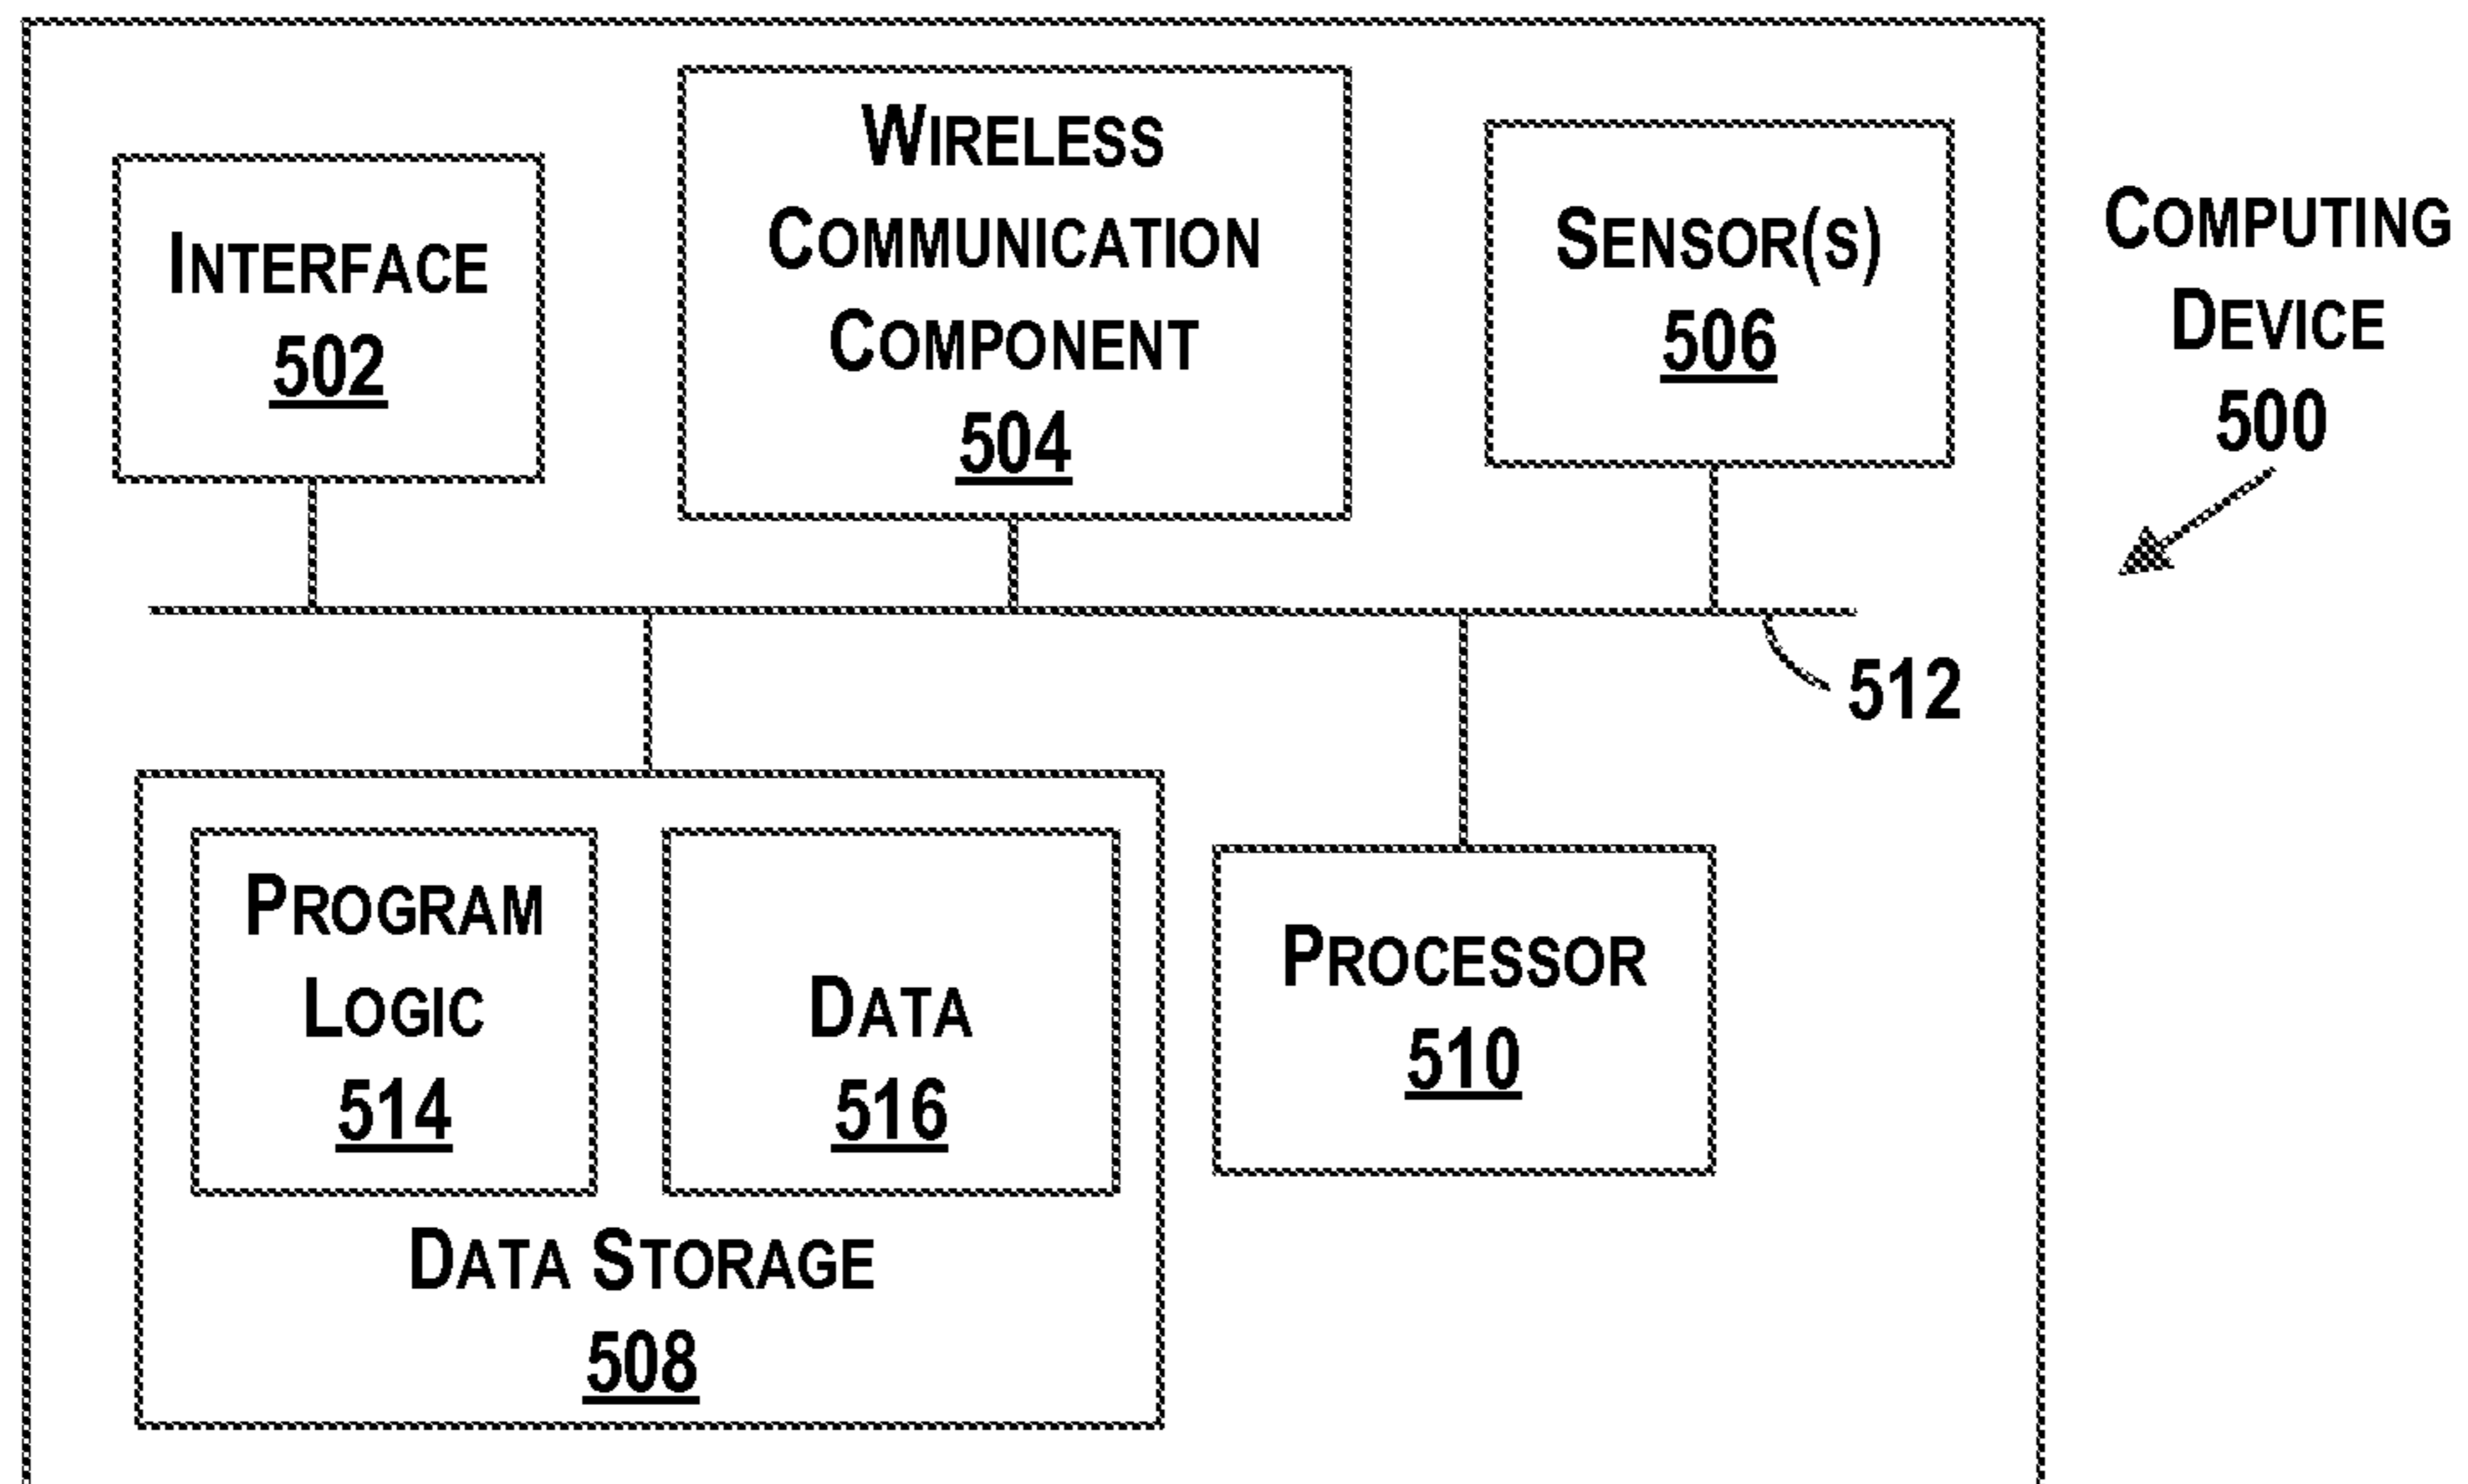 INTERFACE
502
WIRELESS
COMMUNICATION
COMPONENT
504
SENSOR(S)
506
COMPUTING
DEVICE
500
512
PROGRAM
LOGIC
514
DATA
516
DATA STORAGE
508
PROCESSOR
510